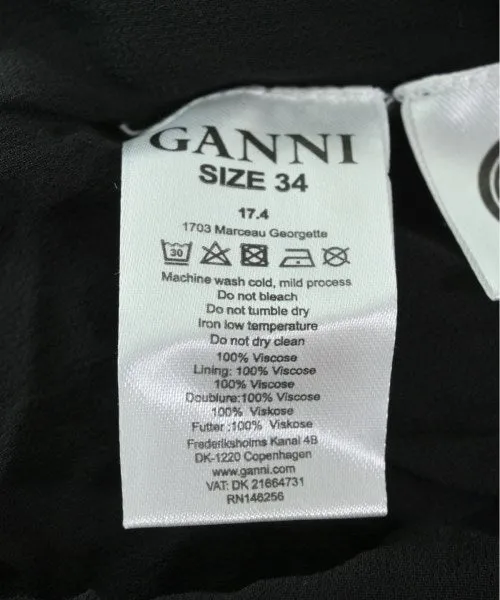 GANNI
SIZE 34
17.4
1703 Marceau Georgette
30
Machine wash cold, mild process
Do not bleach
Do not tumble dry
Iron low temperature
Do not dry clean
100% Viscose
Lining: 100% Viscose
100% Viscose
Doublure:100% Viscose
100% Viskose
Futter :100% Viskose
Frederiksholms Kanal 4B
DK-1220 Copenhagen
www.ganni.com
VAT: DK 21664731
RN146256